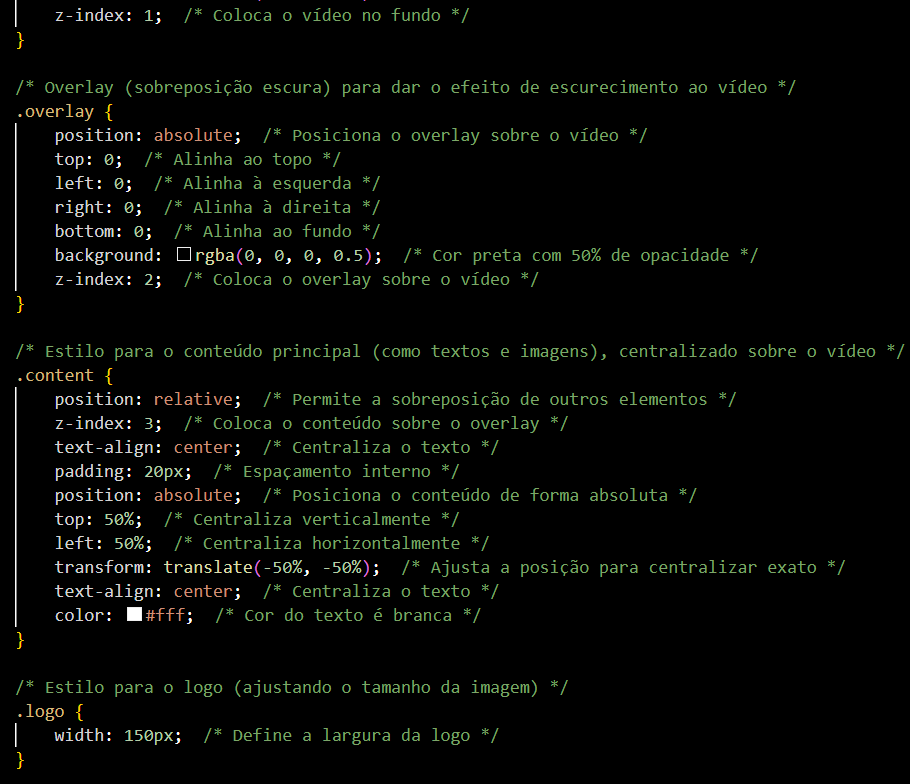 z-index: 1;  /* Coloca o vídeo no fundo */
}

/* Overlay (sobreposição escura) para dar o efeito de escurecimento ao vídeo */
.overlay {
    position: absolute;  /* Posiciona o overlay sobre o vídeo */
    top: 0;  /* Alinha ao topo */
    left: 0;  /* Alinha à esquerda */
    right: 0;  /* Alinha à direita */
    bottom: 0;  /* Alinha ao fundo */
    background: rgba(0, 0, 0, 0.5);  /* Cor preta com 50% de opacidade */
    z-index: 2;  /* Coloca o overlay sobre o vídeo */
}

/* Estilo para o conteúdo principal (como textos e imagens), centralizado sobre o vídeo */
.content {
    position: relative;  /* Permite a sobreposição de outros elementos */
    z-index: 3;  /* Coloca o conteúdo sobre o overlay */
    text-align: center;  /* Centraliza o texto */
    padding: 20px;  /* Espaçamento interno */
    position: absolute;  /* Posiciona o conteúdo de forma absoluta */
    top: 50%;  /* Centraliza verticalmente */
    left: 50%;  /* Centraliza horizontalmente */
    transform: translate(-50%, -50%);  /* Ajusta a posição para centralizar exato */
    text-align: center;  /* Centraliza o texto */
    color: #fff;  /* Cor do texto é branca */
}

/* Estilo para o logo (ajustando o tamanho da imagem) */
.logo {
    width: 150px;  /* Define a largura da logo */
}